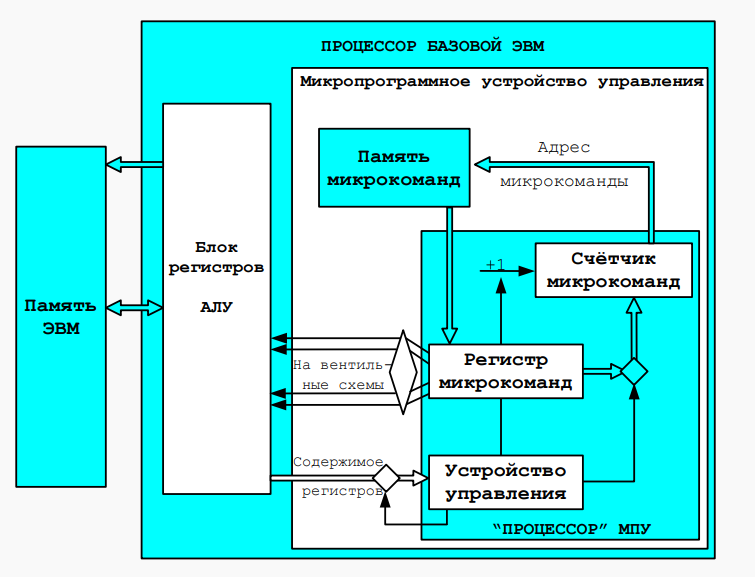 ПРОЦЕССОР БАЗОВОЙ ЭВМ
Микропрограммное устройство управления
Память
микрокоманд
Адрес
микрокоманды
Блок
регистров
АЛУ
Память
ЭВМ
+1
Счётчик
микрокоманд
На вентиль-
ные схемы
Регистр
микрокоманд
Содержимое
регистров
Устройство
управления
“ПРОЦЕССОР” МПУ